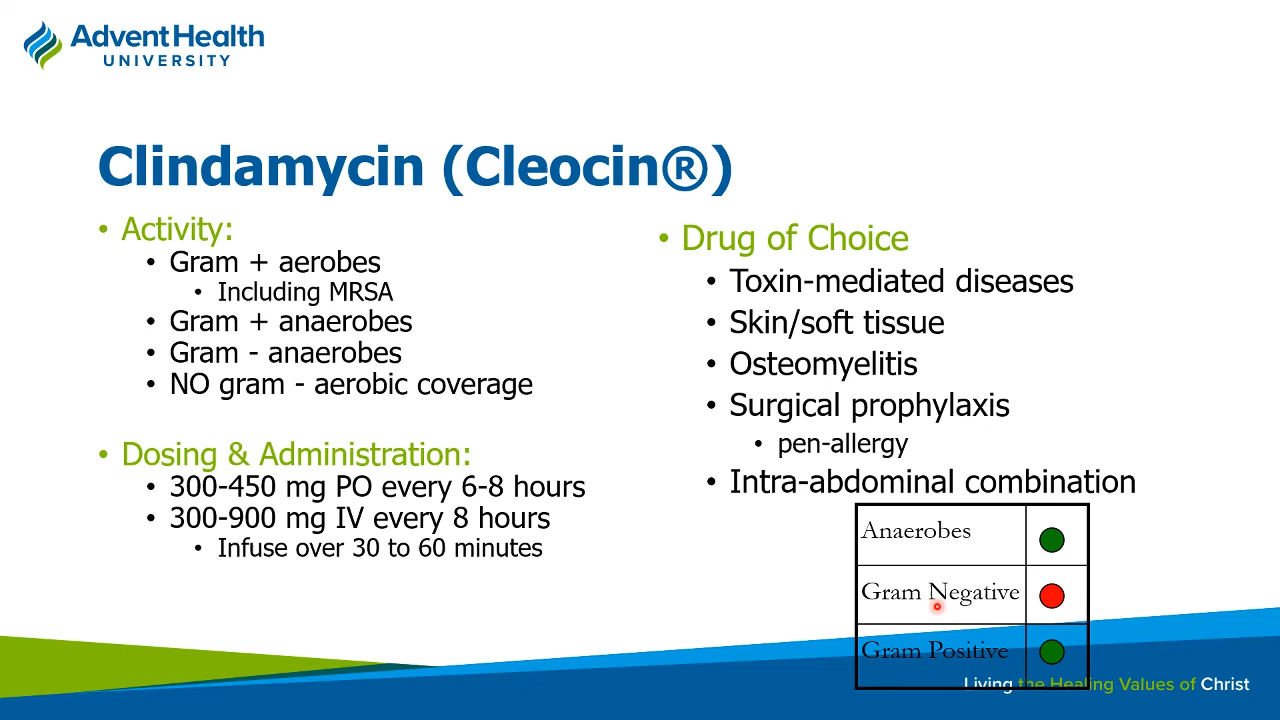 AdventHealth
UNIVERSITY
Clindamycin (Cleocin®)
• Activity:
• Gram + aerobes
• Including MRSA
• Gram + anaerobes
• Gram - anaerobes
• NO gram - aerobic coverage
• Dosing & Administration:
• 300-450 mg PO every 6-8 hours
• 300-900 mg IV every 8 hours
• Infuse over 30 to 60 minutes
• Drug of Choice
• Toxin-mediated diseases
• Skin/soft tissue
• Osteomyelitis
• Surgical prophylaxis
• pen-allergy
• Intra-abdominal combination
Anaerobes
Gram Negative
Gram Positive
Living the Healing Values of Christ